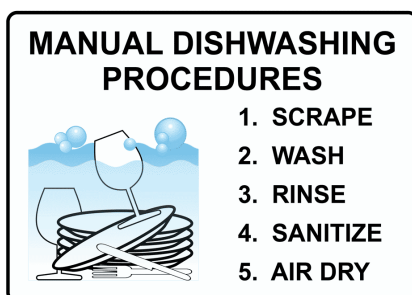 MANUAL DISHWASHING
PROCEDURES
1. SCRAPE
2. WASH
3. RINSE
4. SANITIZE
5. AIR DRY